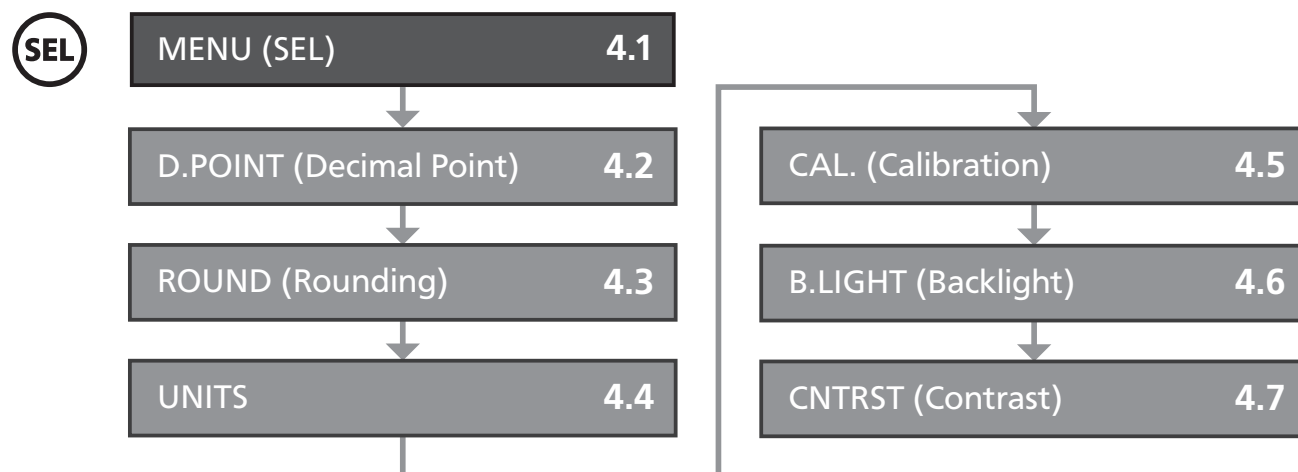 SEL
MENU (SEL) 4.1
D.POINT (Decimal Point) 4.2
ROUND (Rounding) 4.3
UNITS 4.4
CAL. (Calibration) 4.5
B.LIGHT (Backlight) 4.6
CNTRST (Contrast) 4.7